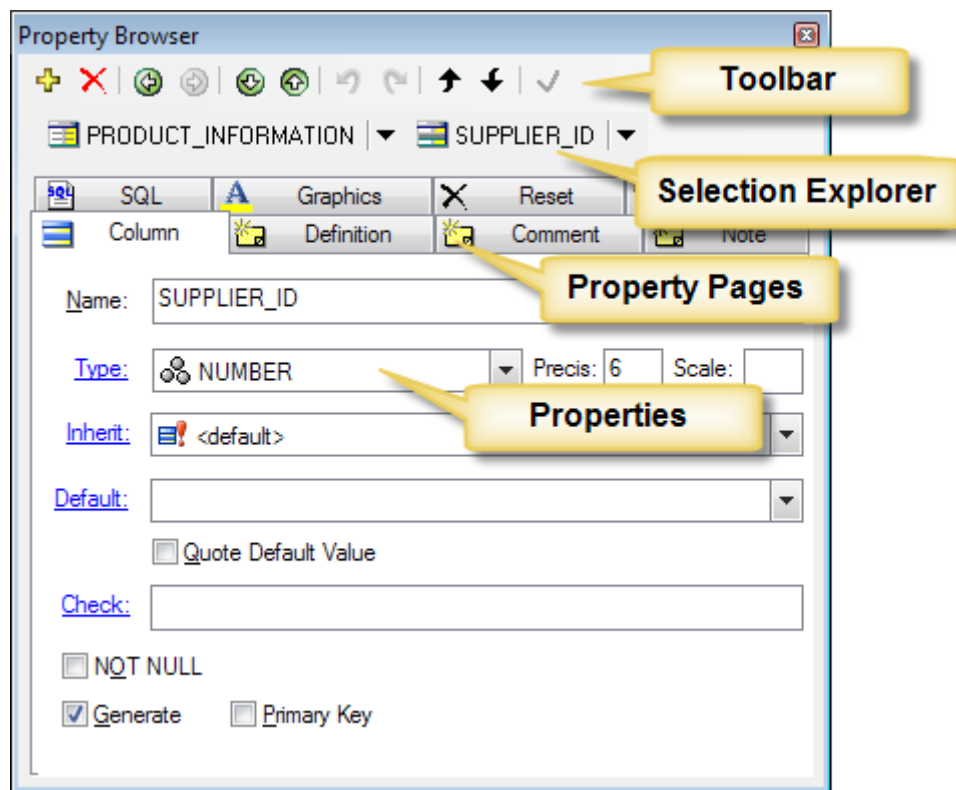 Property Browser
Toolbar
PRODUCT_INFORMATION SUPPLIER_ID
Selection Explorer
SQL SQL Graphics Reset
Column Definition Comment Note
Property Pages
Name: SUPPLIER_ID
Type: NUMBER Precis: 6 Scale:
Properties
Inherit: <default>
Default:
Quote Default Value
Check:
NOT NULL
Generate Primary Key